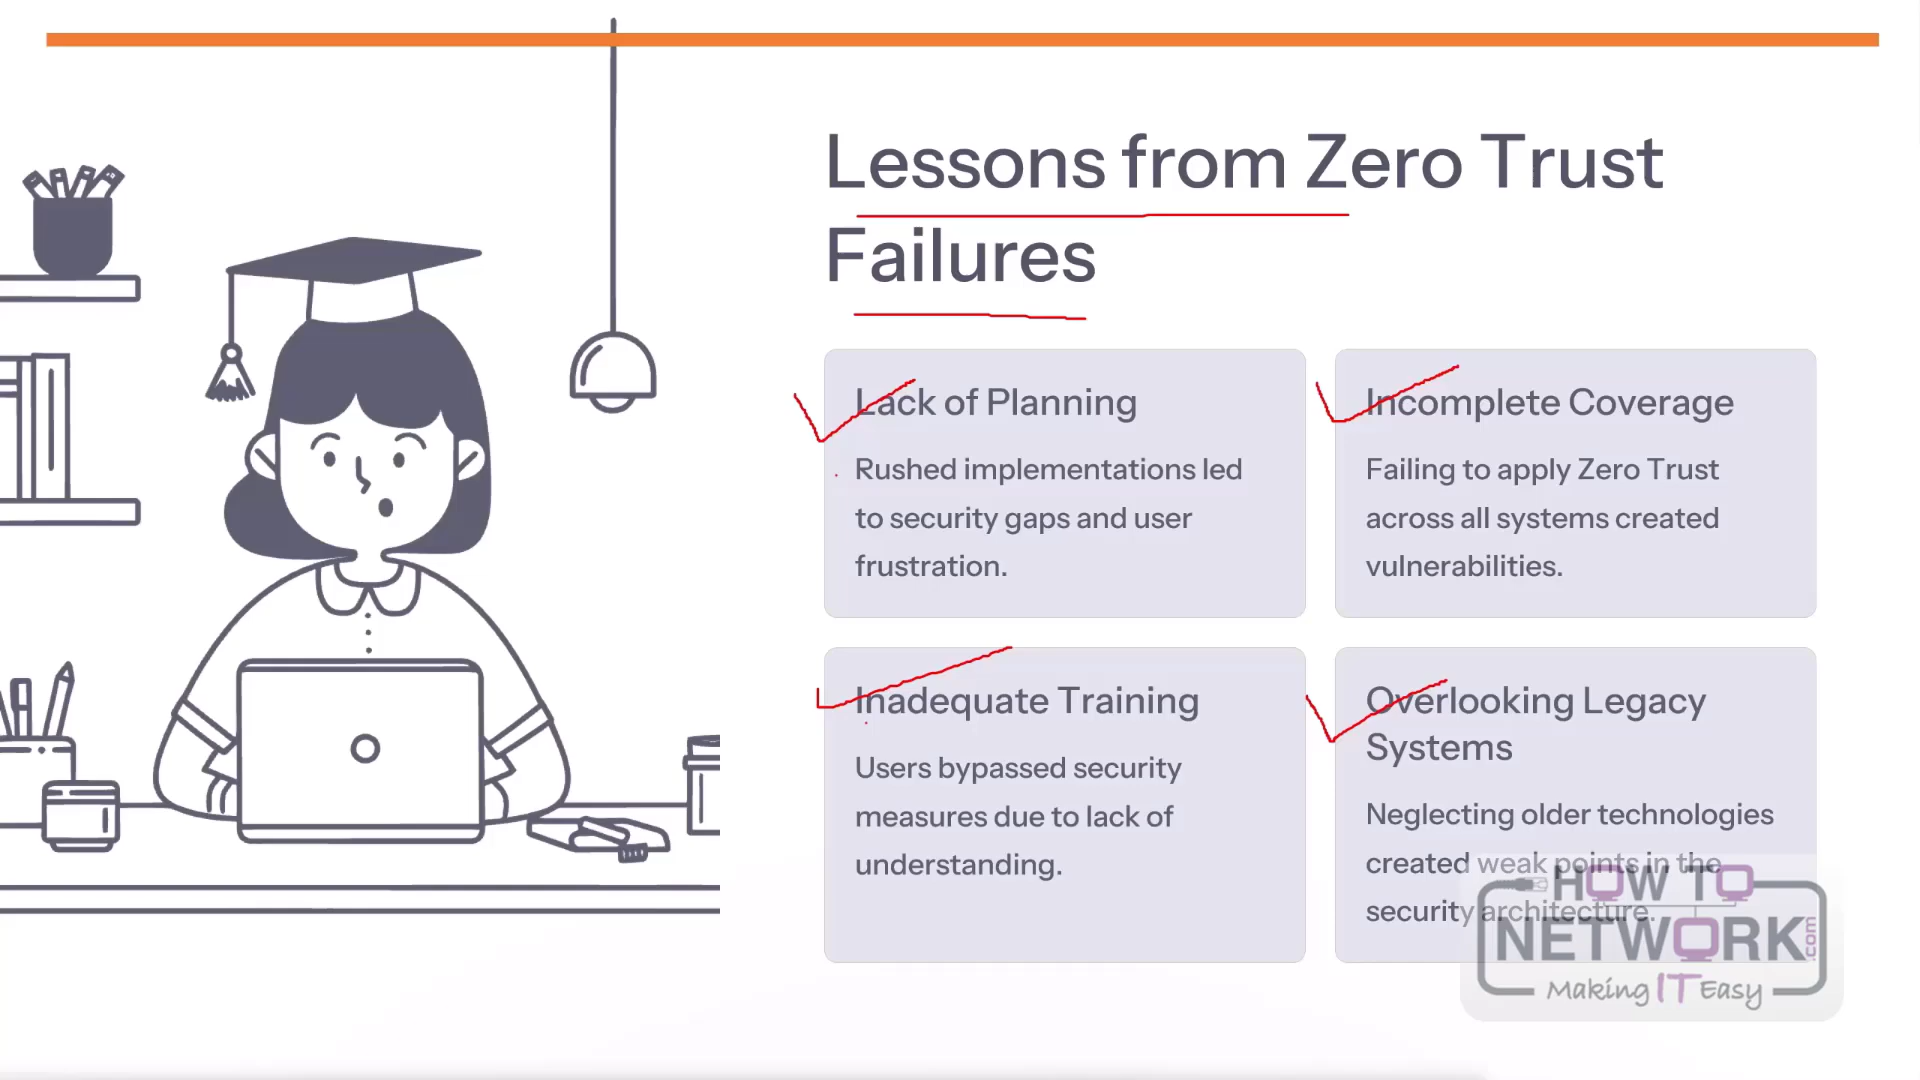 Lessons from Zero Trust
Failures
Lack of Planning
Rushed implementations led
to security gaps and user
frustration.
Incomplete Coverage
Failing to apply Zero Trust
across all systems created
vulnerabilities.
Inadequate Training
Users bypassed security
measures due to lack of
understanding.
Overlooking Legacy
Systems
Neglecting older technologies
created weak points in the
security architecture.
HOW TO
NETWORK.com
Making IT Easy